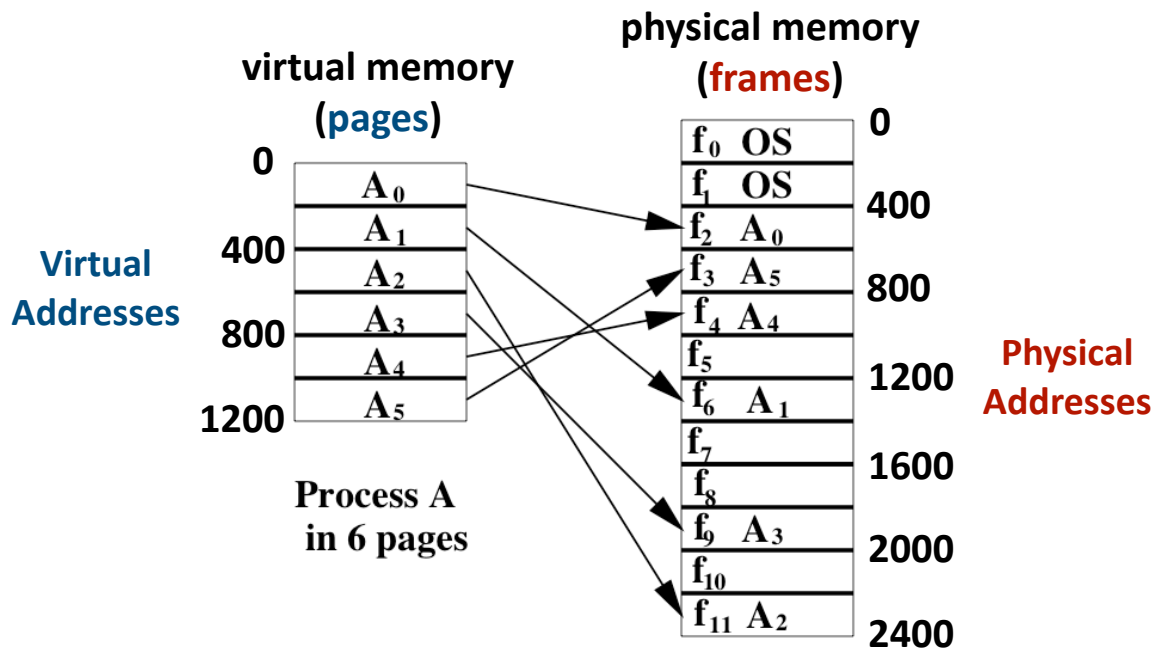 virtual memory
(pages)
0
A0
A1
400
A2
A3
800
A4
A5
1200
Virtual
Addresses
Process A
in 6 pages
physical memory
(frames)
0
f0 OS
f1 OS
400
f2 A0
f3 A5
800
f4 A4
f5
1200
f6 A1
f7
1600
f8
f9 A3
2000
f10
f11 A2
2400
Physical
Addresses